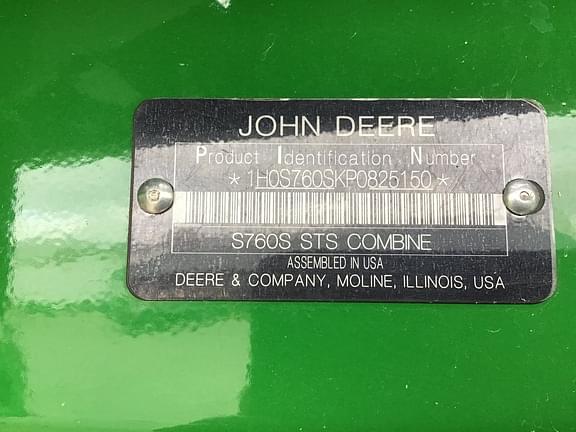 JOHN DEERE
Product Identification Number
*1H0S760SKP0825150*
S760S STS COMBINE
ASSEMBLED IN USA
DEERE & COMPANY, MOLINE, ILLINOIS, USA